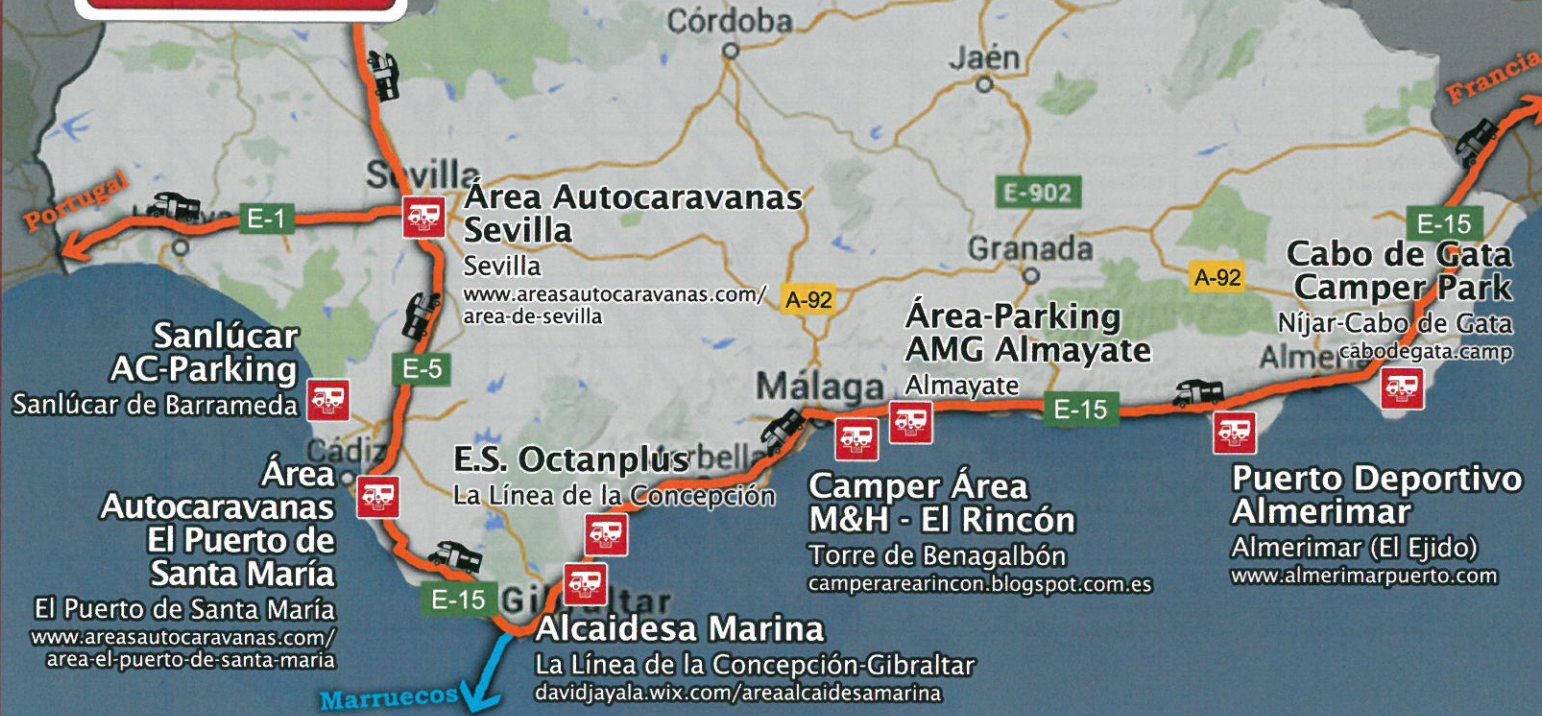 Córdoba
Jaén
Francia
Sevilla
Portugal
E-1
Área Autocaravanas
Sevilla
Sevilla
www.areasautocaravanas.com/
area-de-sevilla
E-902
E-15
Granada
A-92
A-92
Cabo de Gata
Camper Park
Níjar-Cabo de Gata
cabodegata.camp
Sanlúcar
AC-Parking
Sanlúcar de Barrameda
E-5
Área-Parking
AMG Almayate
Almayate
Málaga
E-15
Cádiz
Área
Autocaravanas
El Puerto de
Santa María
El Puerto de Santa María
www.areasautocaravanas.com/
area-el-puerto-de-santa-maria
E.S. Octanplus
La Línea de la Concepción
Camper Área
M&H - El Rincón
Torre de Benagalbón
camperarearincon.blogspot.com.es
Puerto Deportivo
Almerimar
Almerimar (El Ejido)
www.almerimarpuerto.com
E-15
Gibraltar
Alcaidesa Marina
La Línea de la Concepción-Gibraltar
davidjayala.wix.com/areaalcaidesamarina
Marruecos